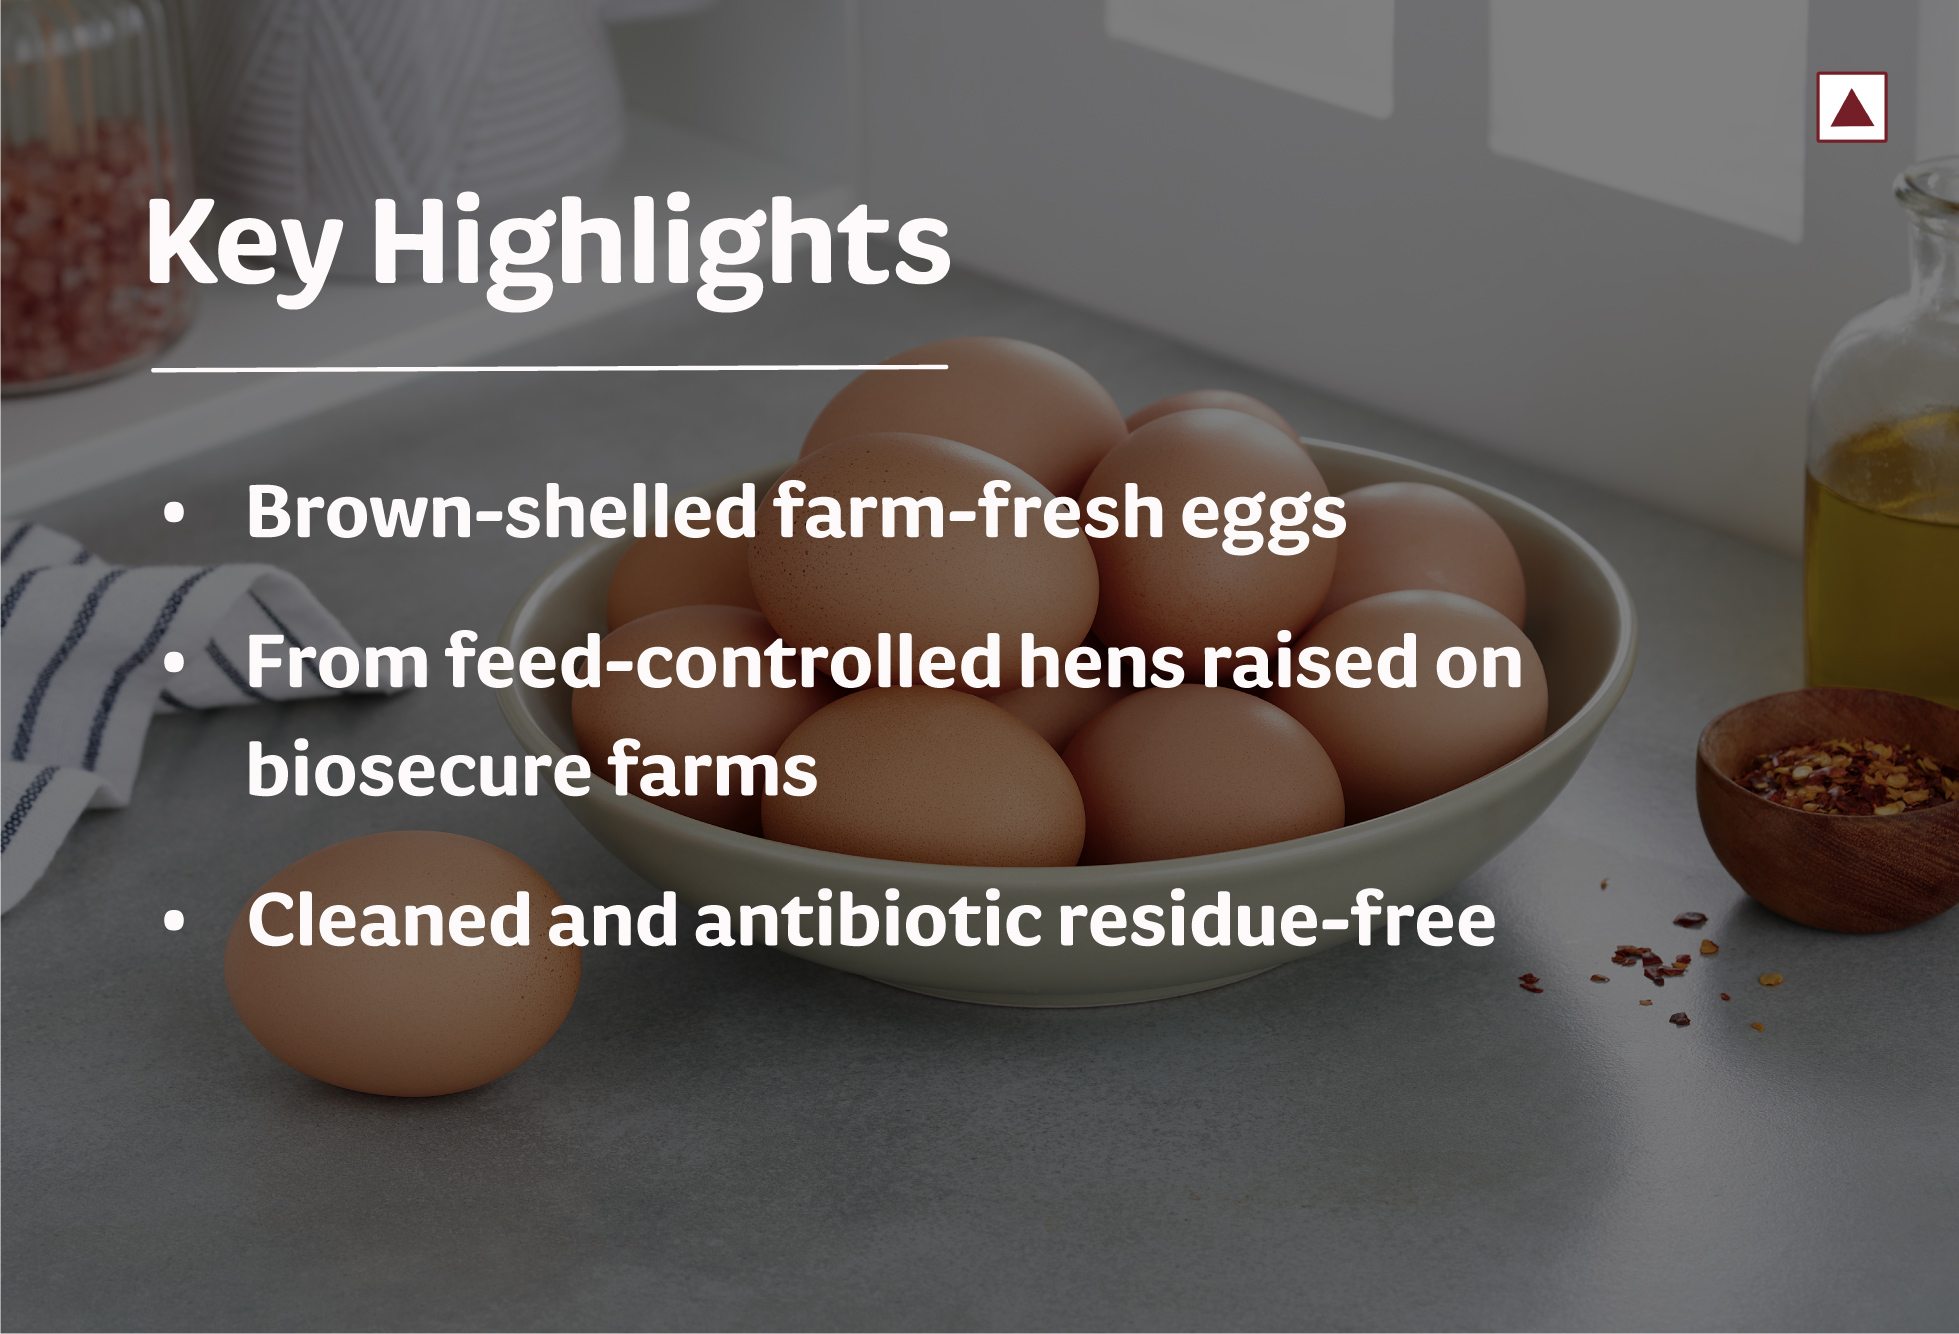 Key Highlights
• Brown-shelled farm-fresh eggs
• From feed-controlled hens raised on
biosecure farms
• Cleaned and antibiotic residue-free